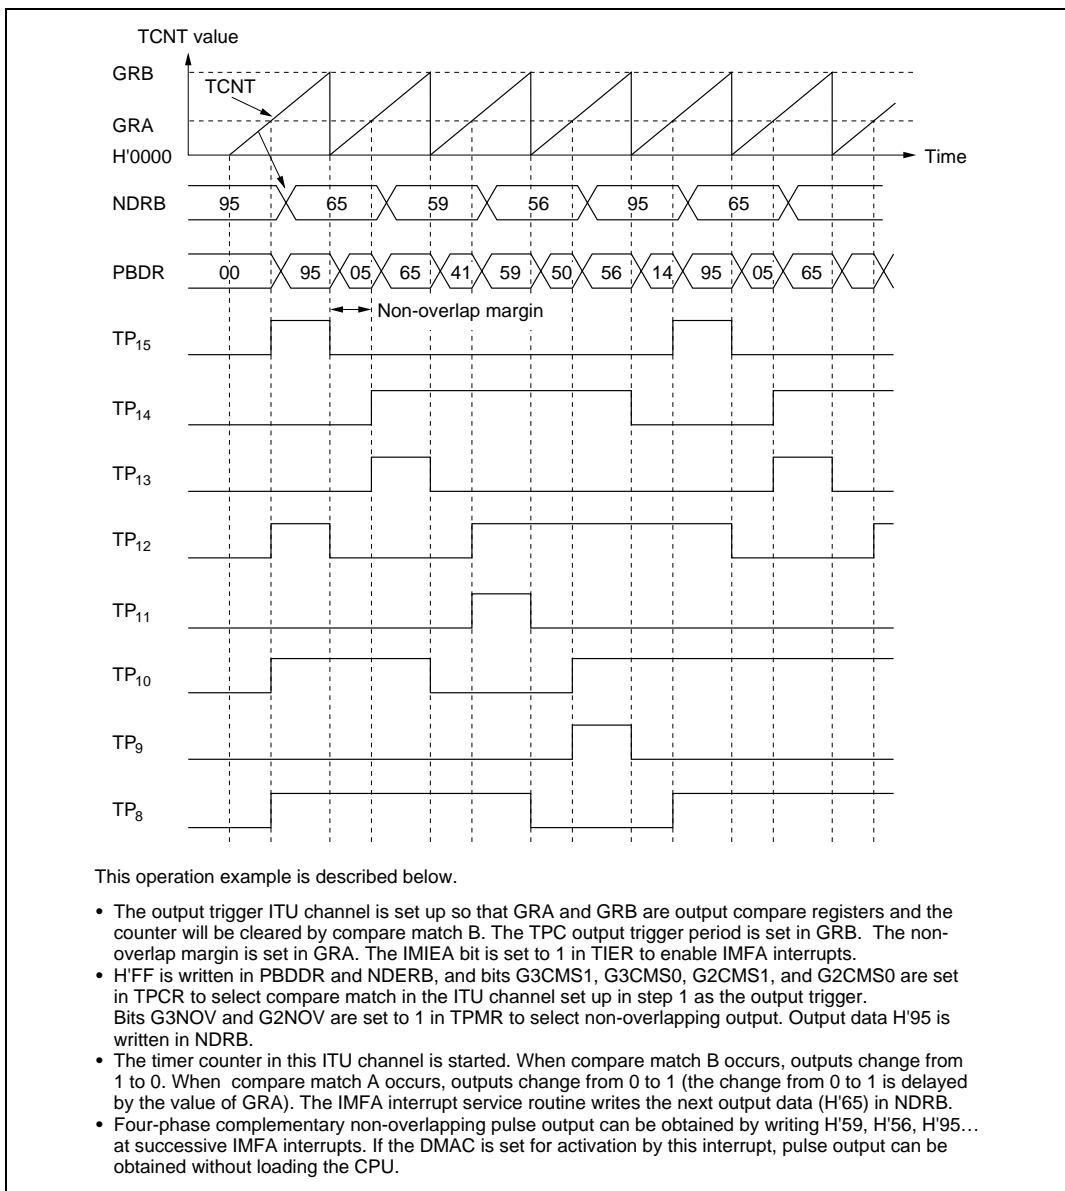 TCNT value
GRB
TCNT
GRA
H'0000
Time
NDRB 95 65 59 56 95 65
PBDR 00 95 05 65 41 59 50 56 14 95 05 65
Non-overlap margin
TP15
TP14
TP13
TP12
TP11
TP10
TP9
TP8
This operation example is described below.
• The output trigger ITU channel is set up so that GRA and GRB are output compare registers and the
counter will be cleared by compare match B. The TPC output trigger period is set in GRB. The non-
overlap margin is set in GRA. The IMIEA bit is set to 1 in TIER to enable IMFA interrupts.
• H'FF is written in PBDDR and NDERB, and bits G3CMS1, G3CMS0, G2CMS1, and G2CMS0 are set
in TPCR to select compare match in the ITU channel set up in step 1 as the output trigger.
Bits G3NOV and G2NOV are set to 1 in TPMR to select non-overlapping output. Output data H'95 is
written in NDRB.
• The timer counter in this ITU channel is started. When compare match B occurs, outputs change from
1 to 0. When compare match A occurs, outputs change from 0 to 1 (the change from 0 to 1 is delayed
by the value of GRA). The IMFA interrupt service routine writes the next output data (H'65) in NDRB.
• Four-phase complementary non-overlapping pulse output can be obtained by writing H'59, H'56, H'95…
at successive IMFA interrupts. If the DMAC is set for activation by this interrupt, pulse output can be
obtained without loading the CPU.